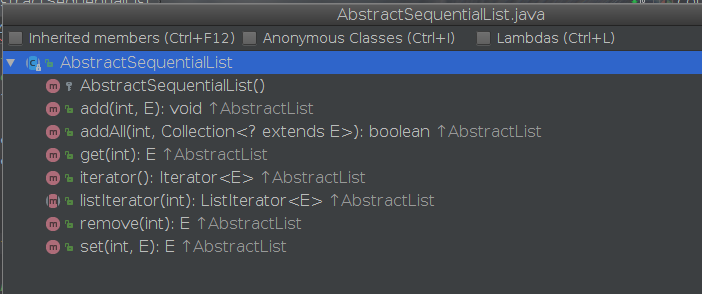 AbstractSequentialList.java
Inherited members (Ctrl+F12) Anonymous Classes (Ctrl+I) Lambdas (Ctrl+L)
AbstractSequentialList
m AbstractSequentialList()
m add(int, E): void ↑AbstractList
m addAll(int, Collection<? extends E>): boolean ↑AbstractList
m get(int): E ↑AbstractList
m iterator(): Iterator<E> ↑AbstractList
m listIterator(int): ListIterator<E> ↑AbstractList
m remove(int): E ↑AbstractList
m set(int, E): E ↑AbstractList